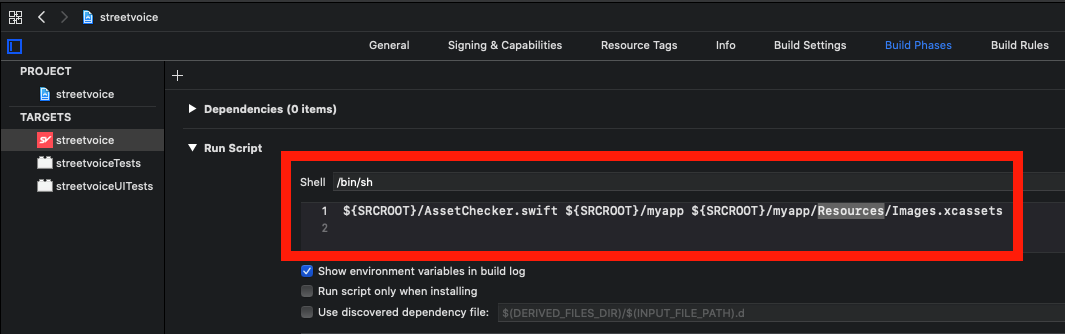 streetvoice
General Signing & Capabilities Resource Tags Info Build Settings Build Phases Build Rules
PROJECT
streetvoice
TARGETS
streetvoice
streetvoiceTests
streetvoiceUITests
Dependencies (0 items)
Run Script
Shell /bin/sh
1 ${SRCROOT}/AssetChecker.swift ${SRCROOT}/myapp ${SRCROOT}/myapp/Resources/Images.xcassets
2
Show environment variables in build log
Run script only when installing
Use discovered dependency file: $(DERIVED_FILES_DIR)/$(INPUT_FILE_PATH).d